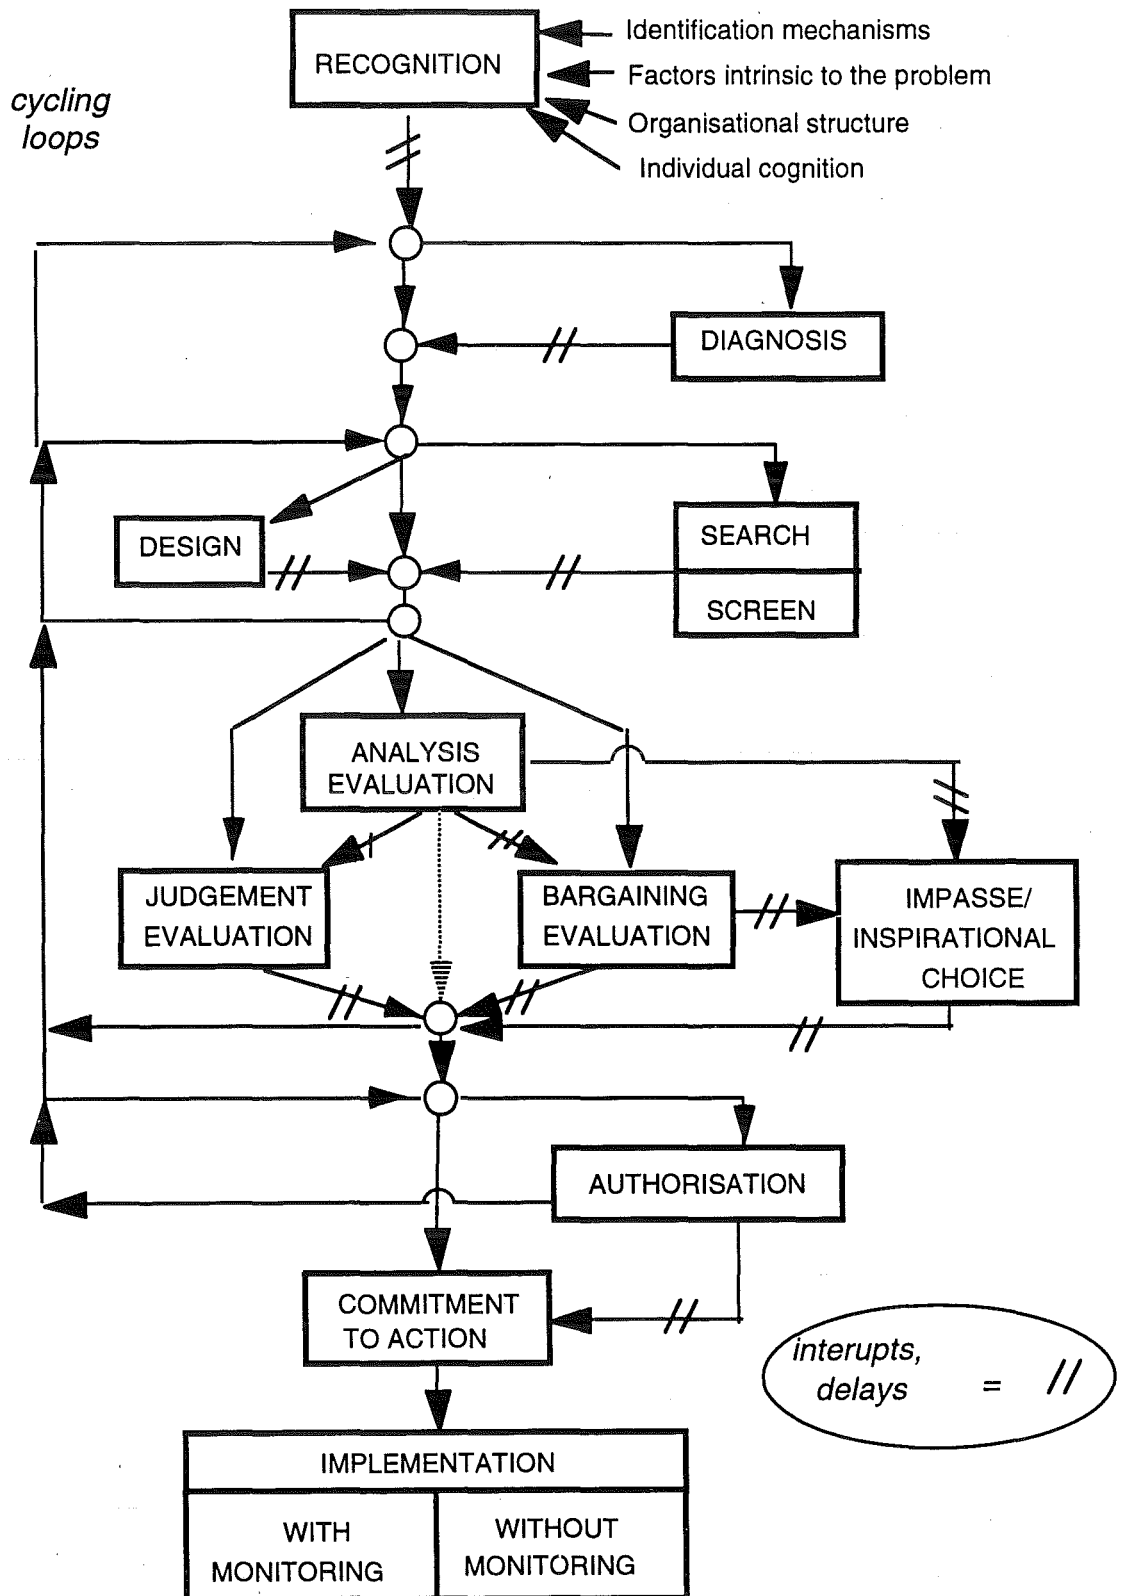 Identification mechanisms
RECOGNITION
Factors intrinsic to the problem
cycling
loops
Organisational structure
Individual cognition
DIAGNOSIS
DESIGN
SEARCH
SCREEN
ANALYSIS
EVALUATION
JUDGEMENT
EVALUATION
BARGAINING
EVALUATION
IMPASSE/
INSPIRATIONAL
CHOICE
AUTHORISATION
COMMITMENT
TO ACTION
interupts,
delays = //
IMPLEMENTATION
WITH
MONITORING
WITHOUT
MONITORING